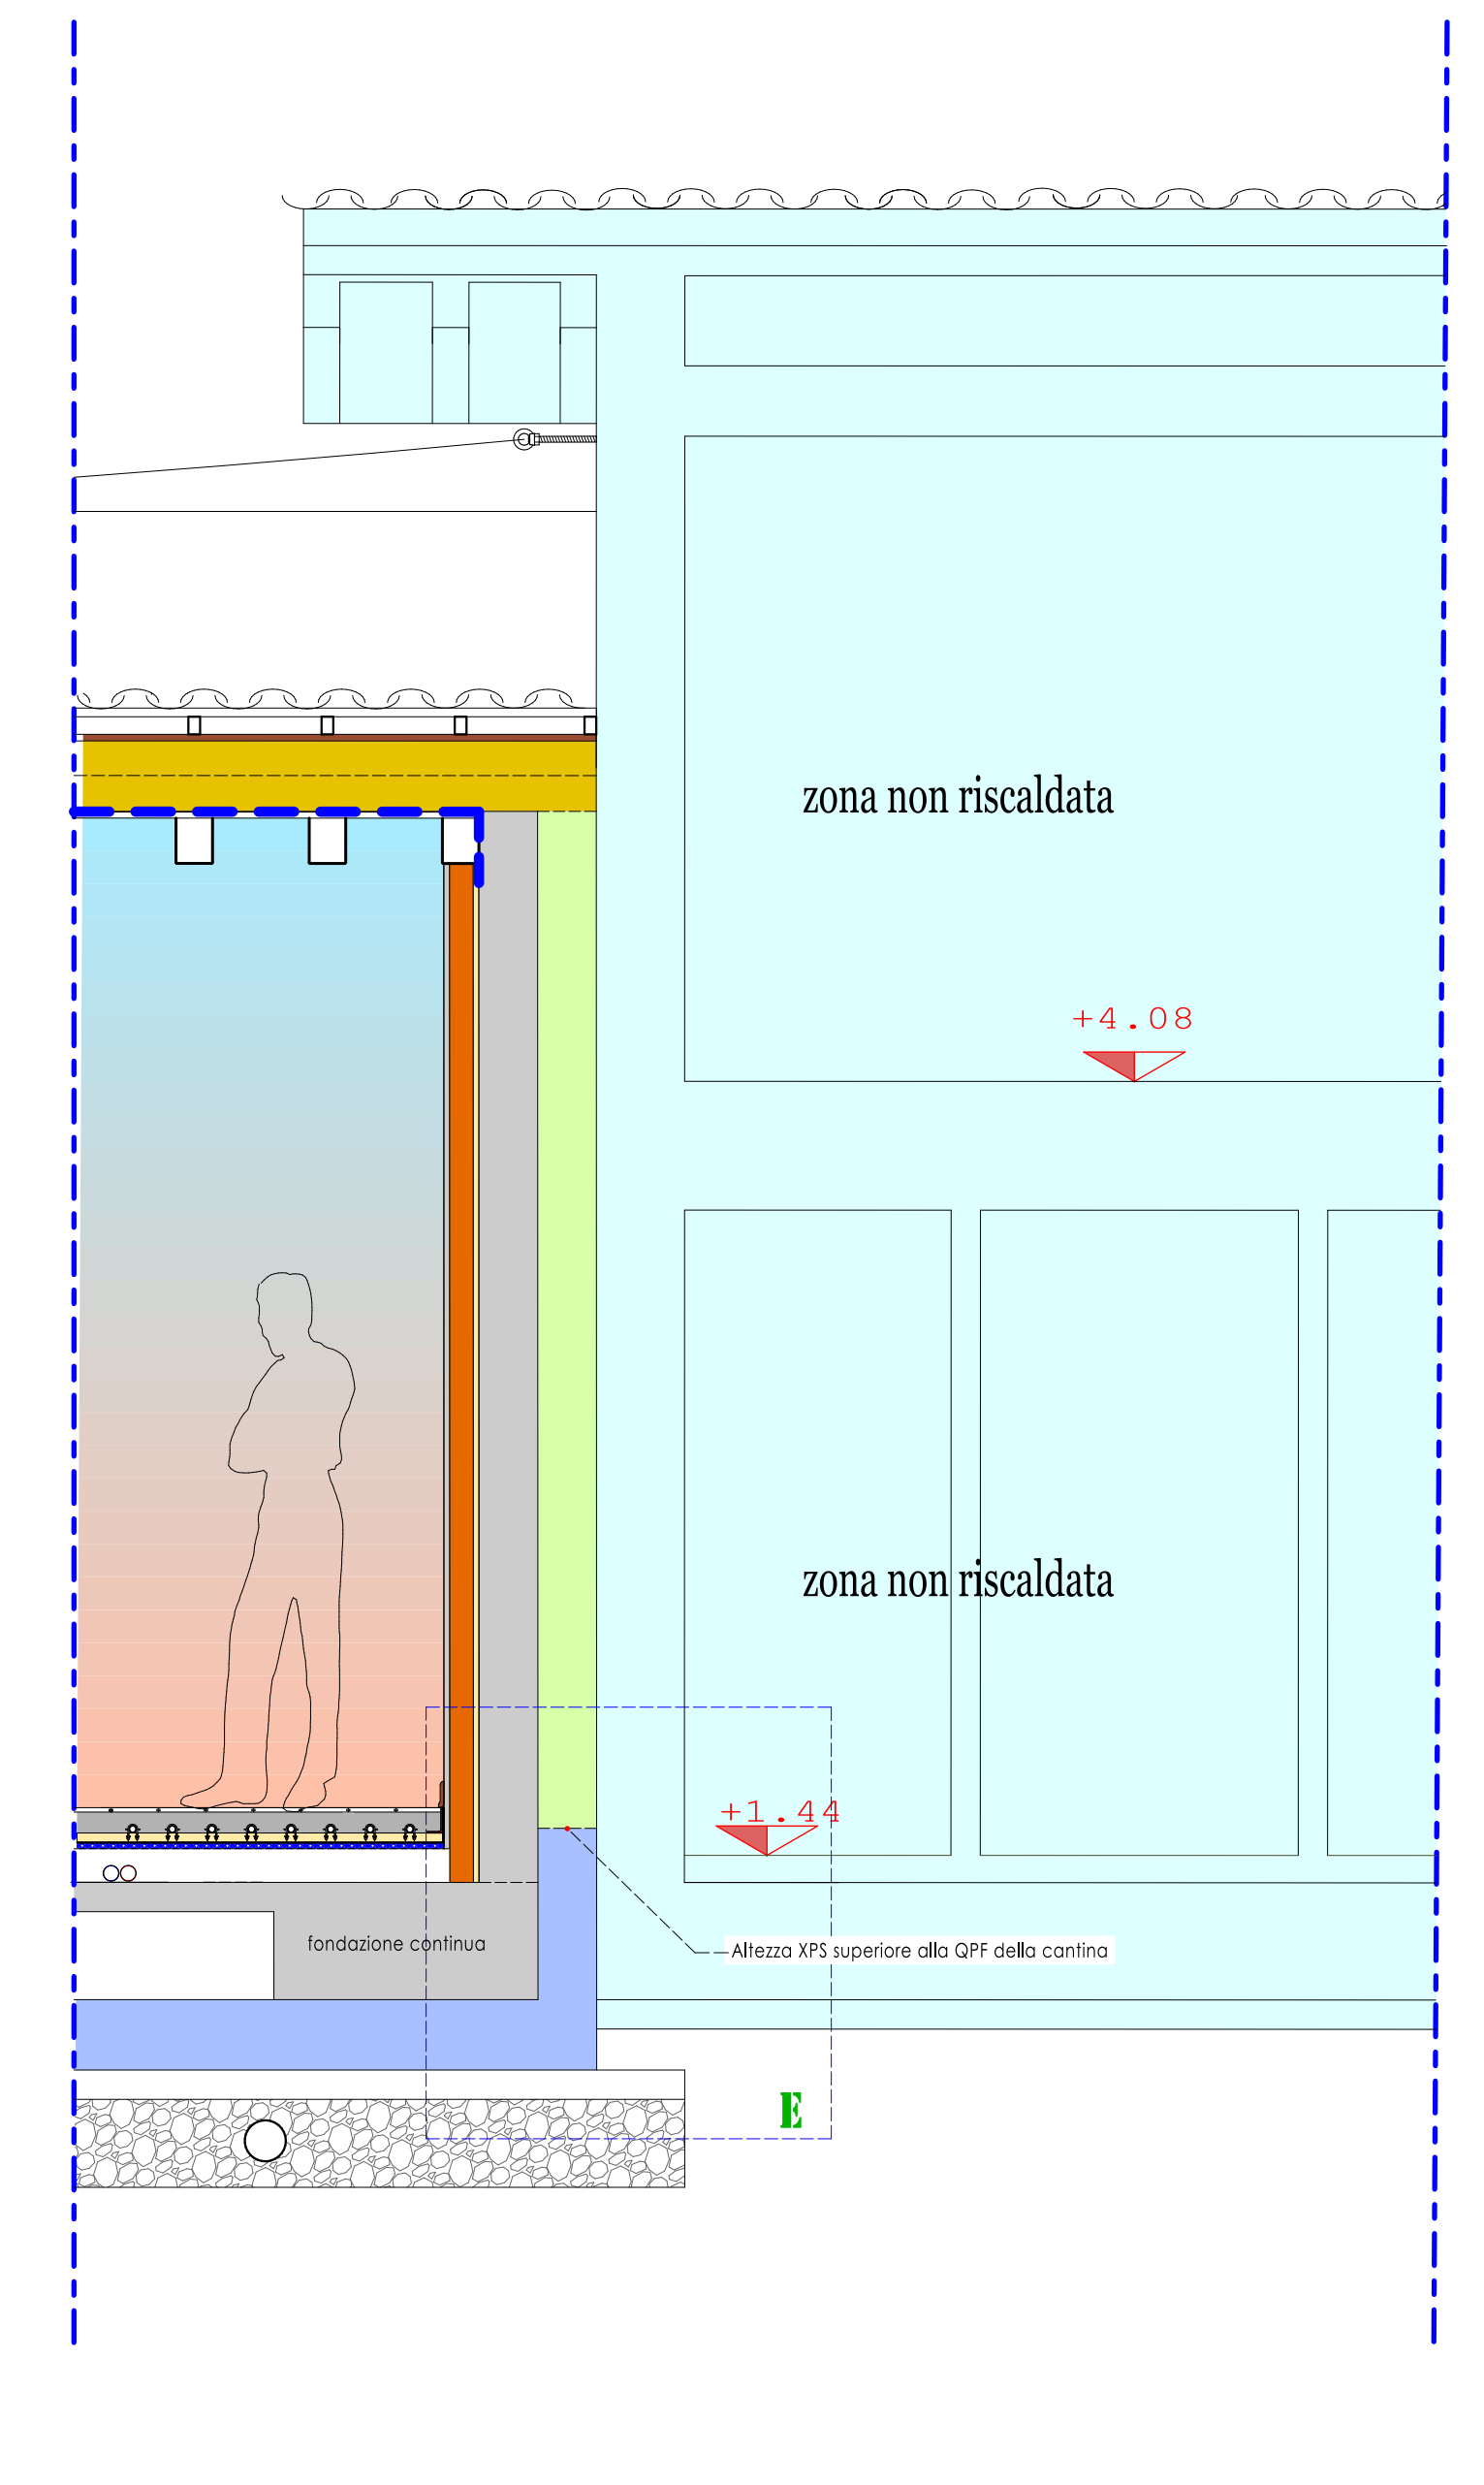 zona non riscaldata
+4.08
zona non riscaldata
+1.44
fondazione continua
Altezza XPS superiore alla QPF della cantina
E